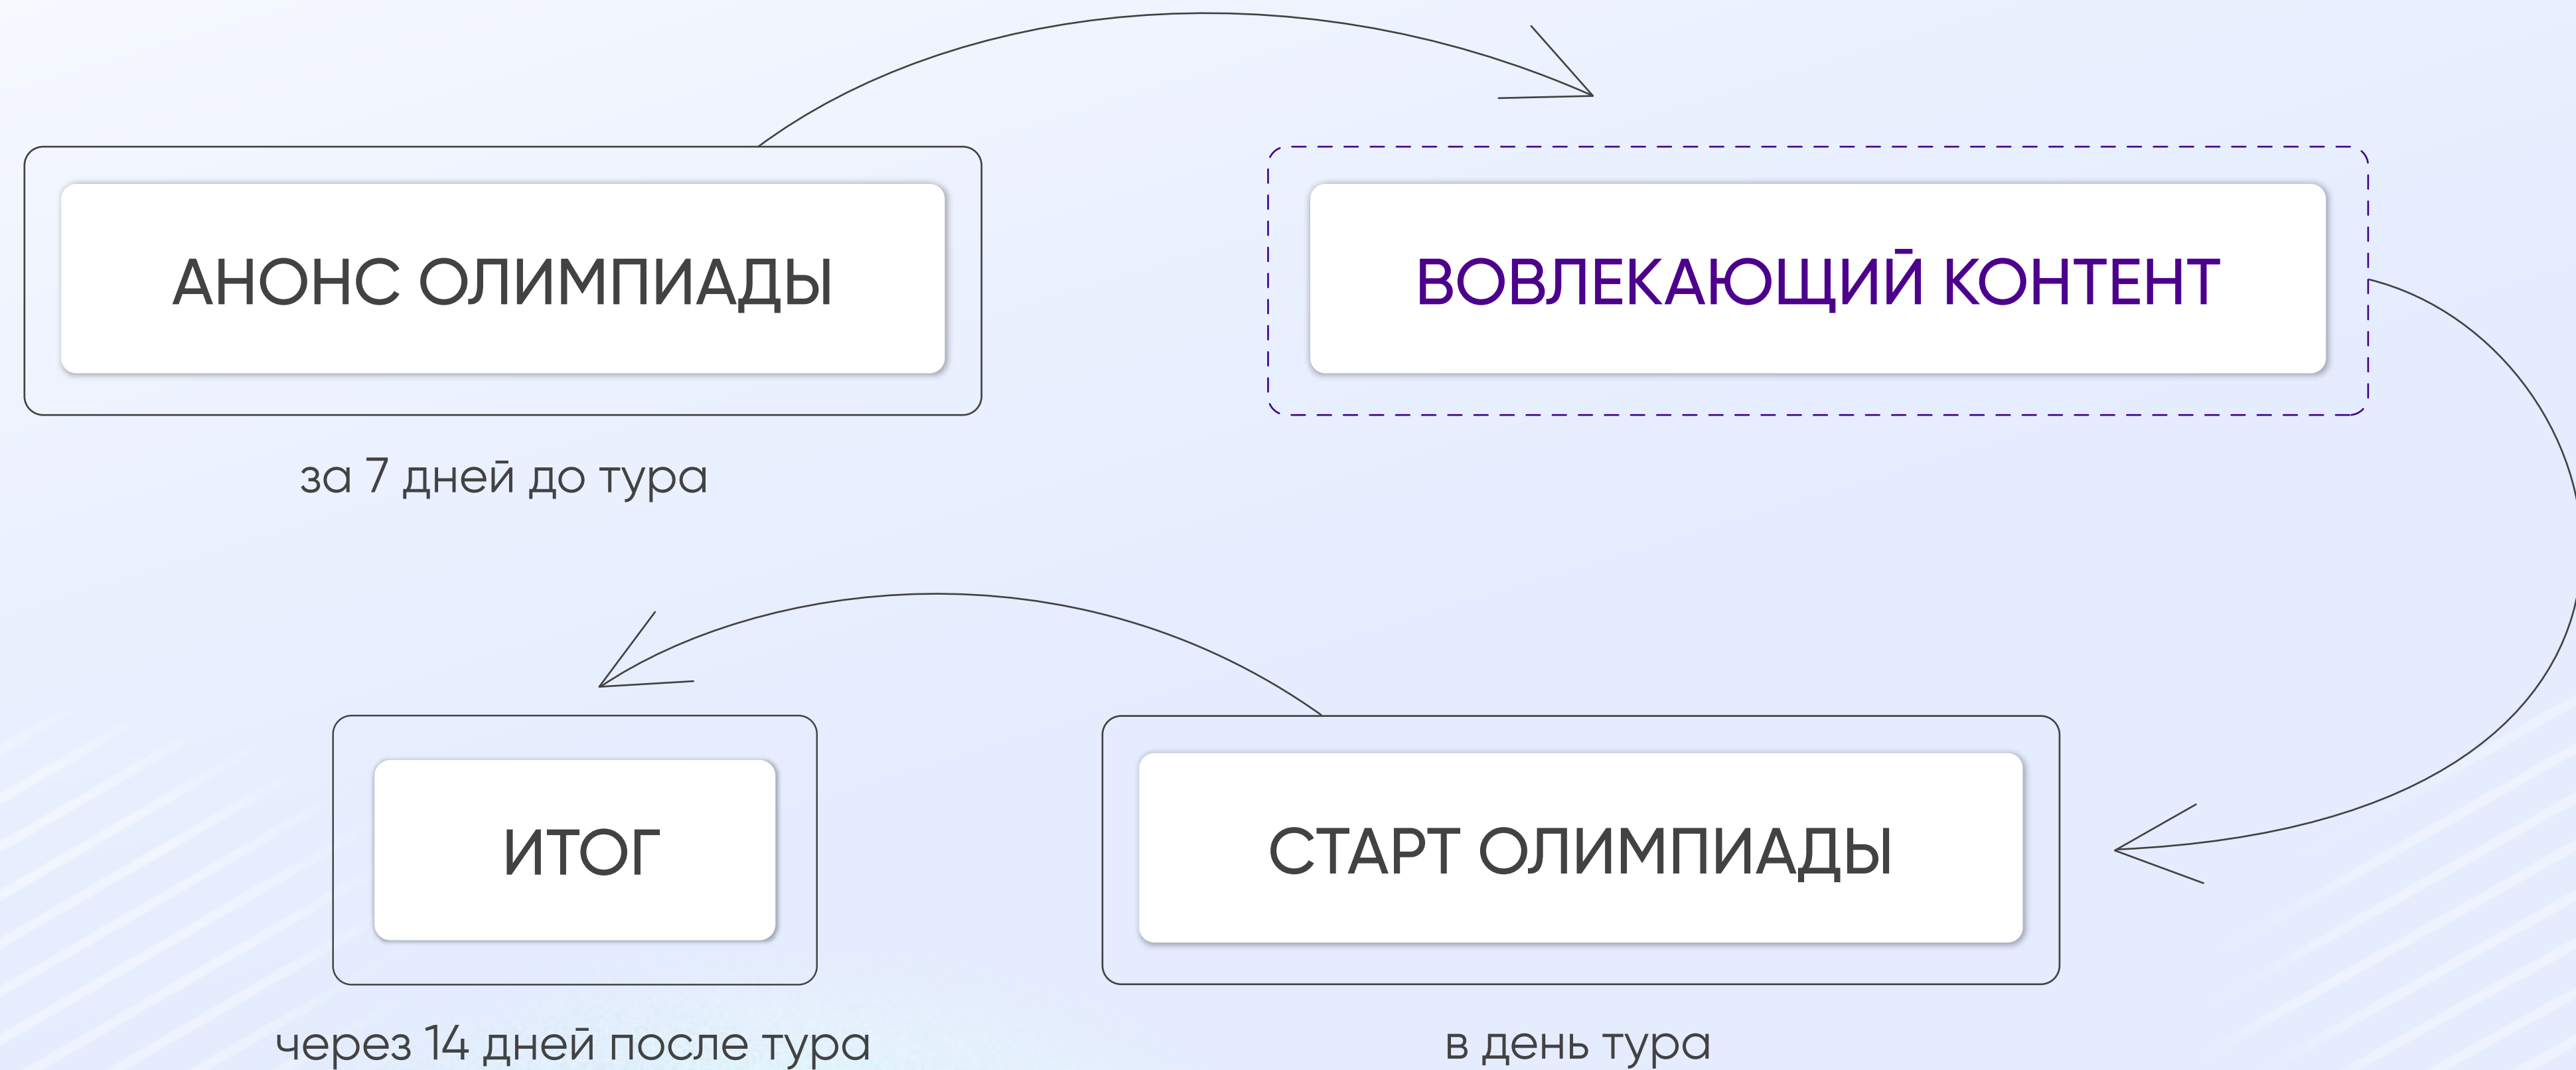 АНОНС ОЛИМПИАДЫ
за 7 дней до тура
ВОВЛЕКАЮЩИЙ КОНТЕНТ
СТАРТ ОЛИМПИАДЫ
в день тура
ИТОГ
через 14 дней после тура